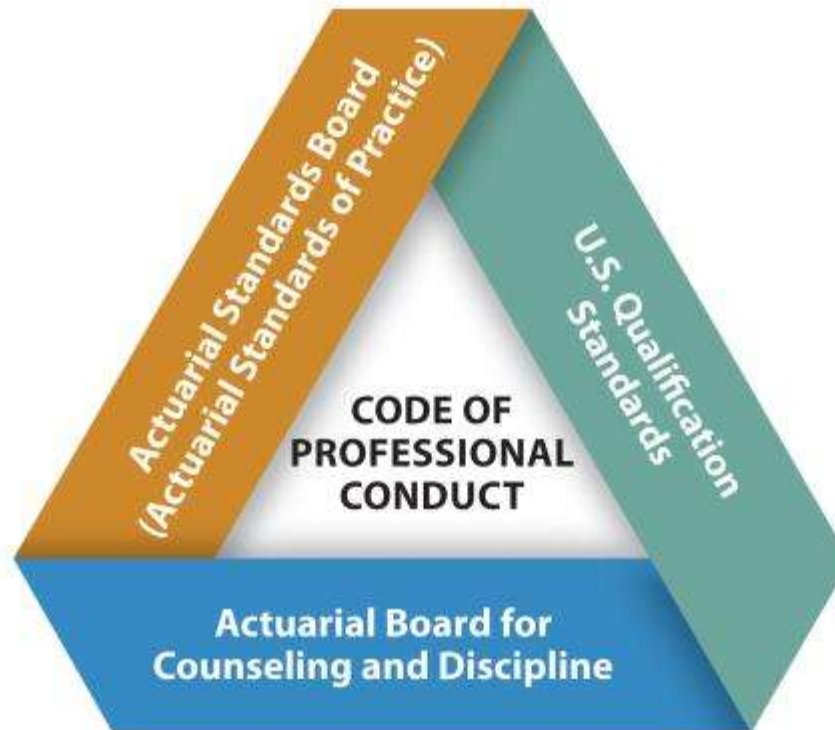 Actuarial Standards Board
(Actuarial Standards of Practice)
U.S. Qualification
Standards
CODE OF
PROFESSIONAL
CONDUCT
Actuarial Board for
Counseling and Discipline